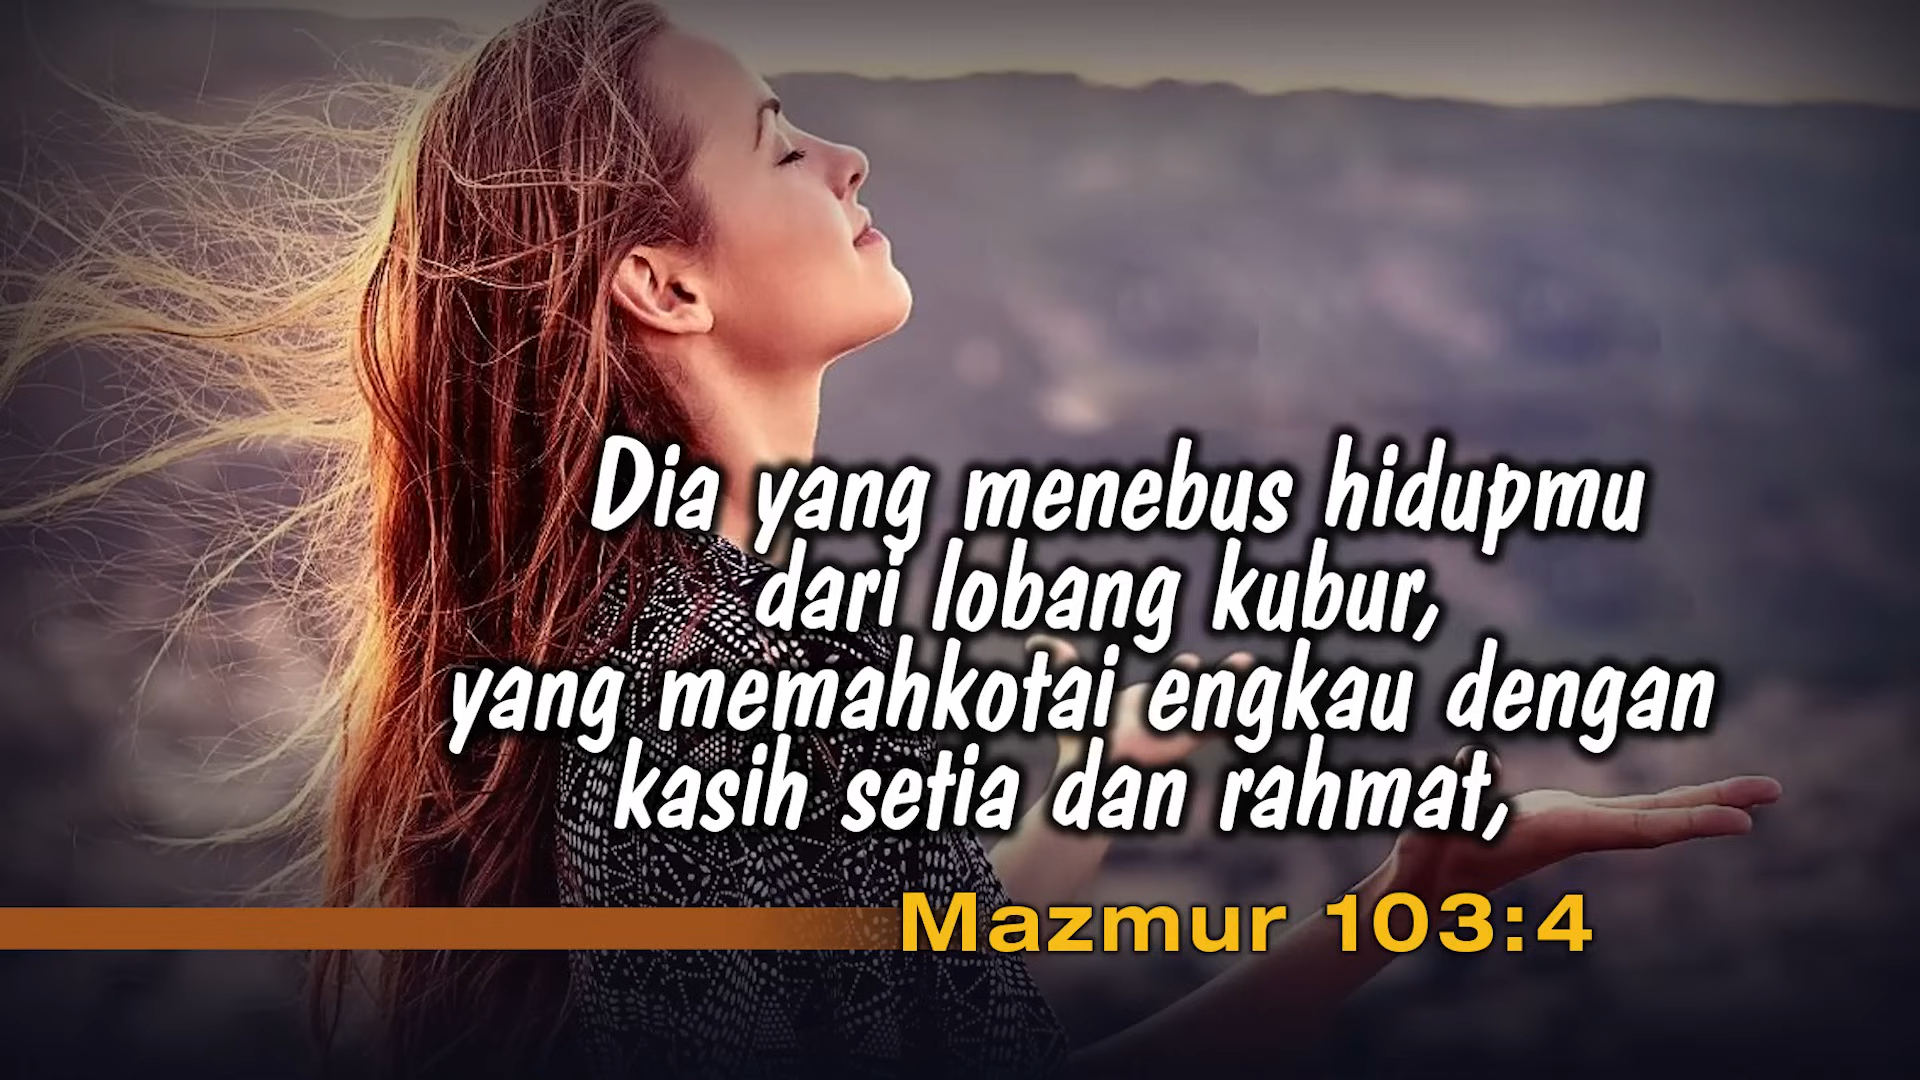 Dia yang menebus hidupmu
dari lobang kubur,
yang memahkotai engkau dengan
kasih setia dan rahmat,
Mazmur 103:4